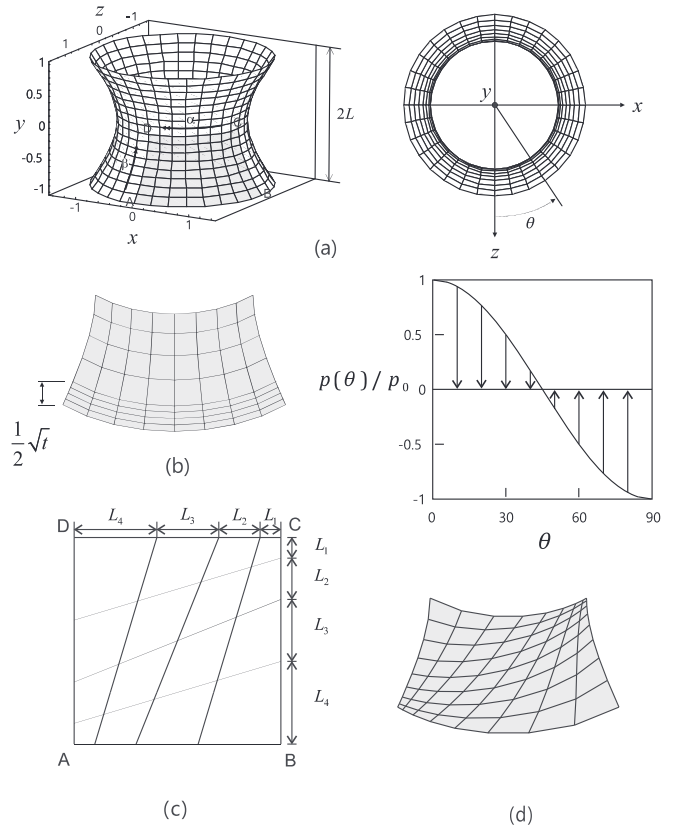 z
-1
0
1
1
0.5
y
0
-0.5
-1
-1
0
1
x
D
α
C
β
A
B
2L
y
x
θ
z
(a)
1
0.5
p(θ)/p₀
0
-0.5
-1
0
30
60
90
θ
1/2 √t
(b)
D
L₄
L₃
L₂
L₁
C
L₁
L₂
L₃
L₄
A
B
(c)
(d)